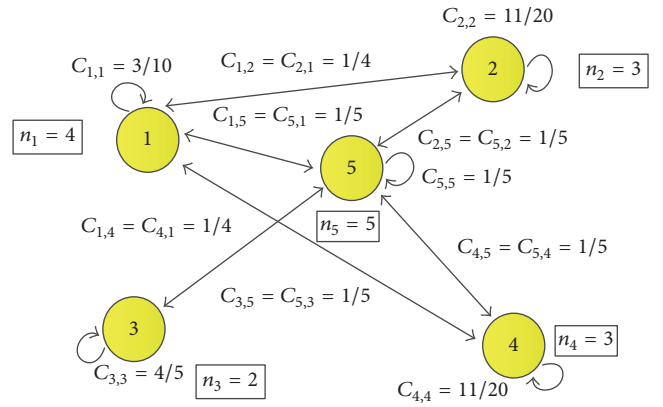 C2,2 = 11/20
C1,1 = 3/10
C1,2 = C2,1 = 1/4
2
n2 = 3
C1,5 = C5,1 = 1/5
n1 = 4
1
C2,5 = C5,2 = 1/5
5
C5,5 = 1/5
C1,4 = C4,1 = 1/4
n5 = 5
C4,5 = C5,4 = 1/5
C3,5 = C5,3 = 1/5
3
4
n4 = 3
C3,3 = 4/5
n3 = 2
C4,4 = 11/20